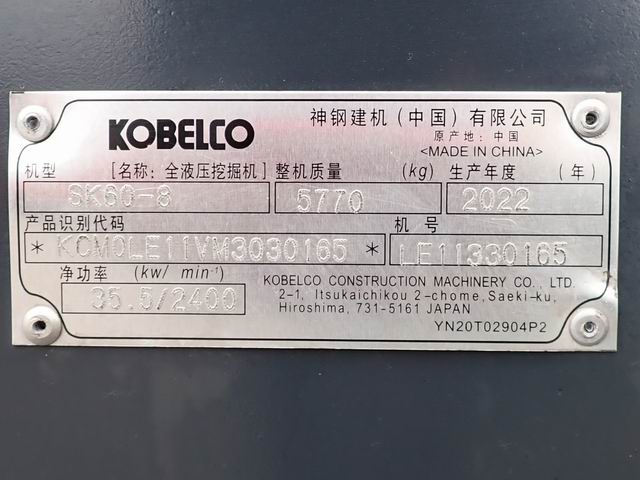 KOBELCO
神钢建机(中国)有限公司
原产地:中国
<MADE IN CHINA>
机型 [名称:全液压挖掘机] 整机质量 (kg) 生产年度 (年)
SK60-8 5770 2022
产品识别代码 机号
* KCM0LE11VM3030165 * LE11330165
净功率 (kw/ min⁻¹)
35.5/2400
KOBELCO CONSTRUCTION MACHINERY CO., LTD.
2-1, Itsukaichikou 2-chome, Saeki-ku,
Hiroshima, 731-5161 JAPAN
YN20T02904P2